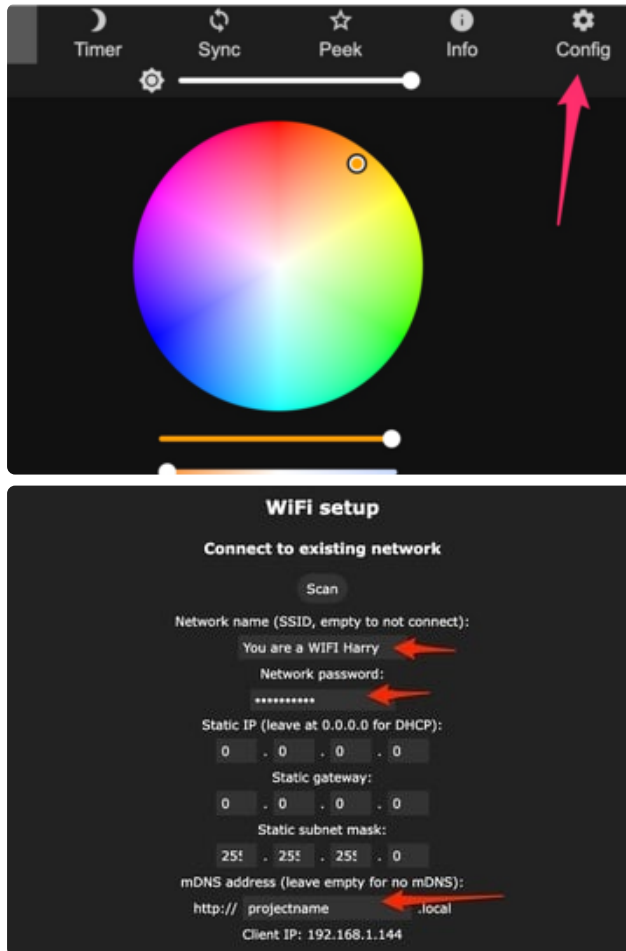 Timer Sync Peek Info Config
WiFi setup
Connect to existing network
Scan
Network name (SSID, empty to not connect):
You are a WIFI Harry
Network password:
••••••••••
Static IP (leave at 0.0.0.0 for DHCP):
0 . 0 . 0 . 0
Static gateway:
0 . 0 . 0 . 0
Static subnet mask:
255 . 255 . 255 . 0
mDNS address (leave empty for no mDNS):
http:// projectname .local
Client IP: 192.168.1.144